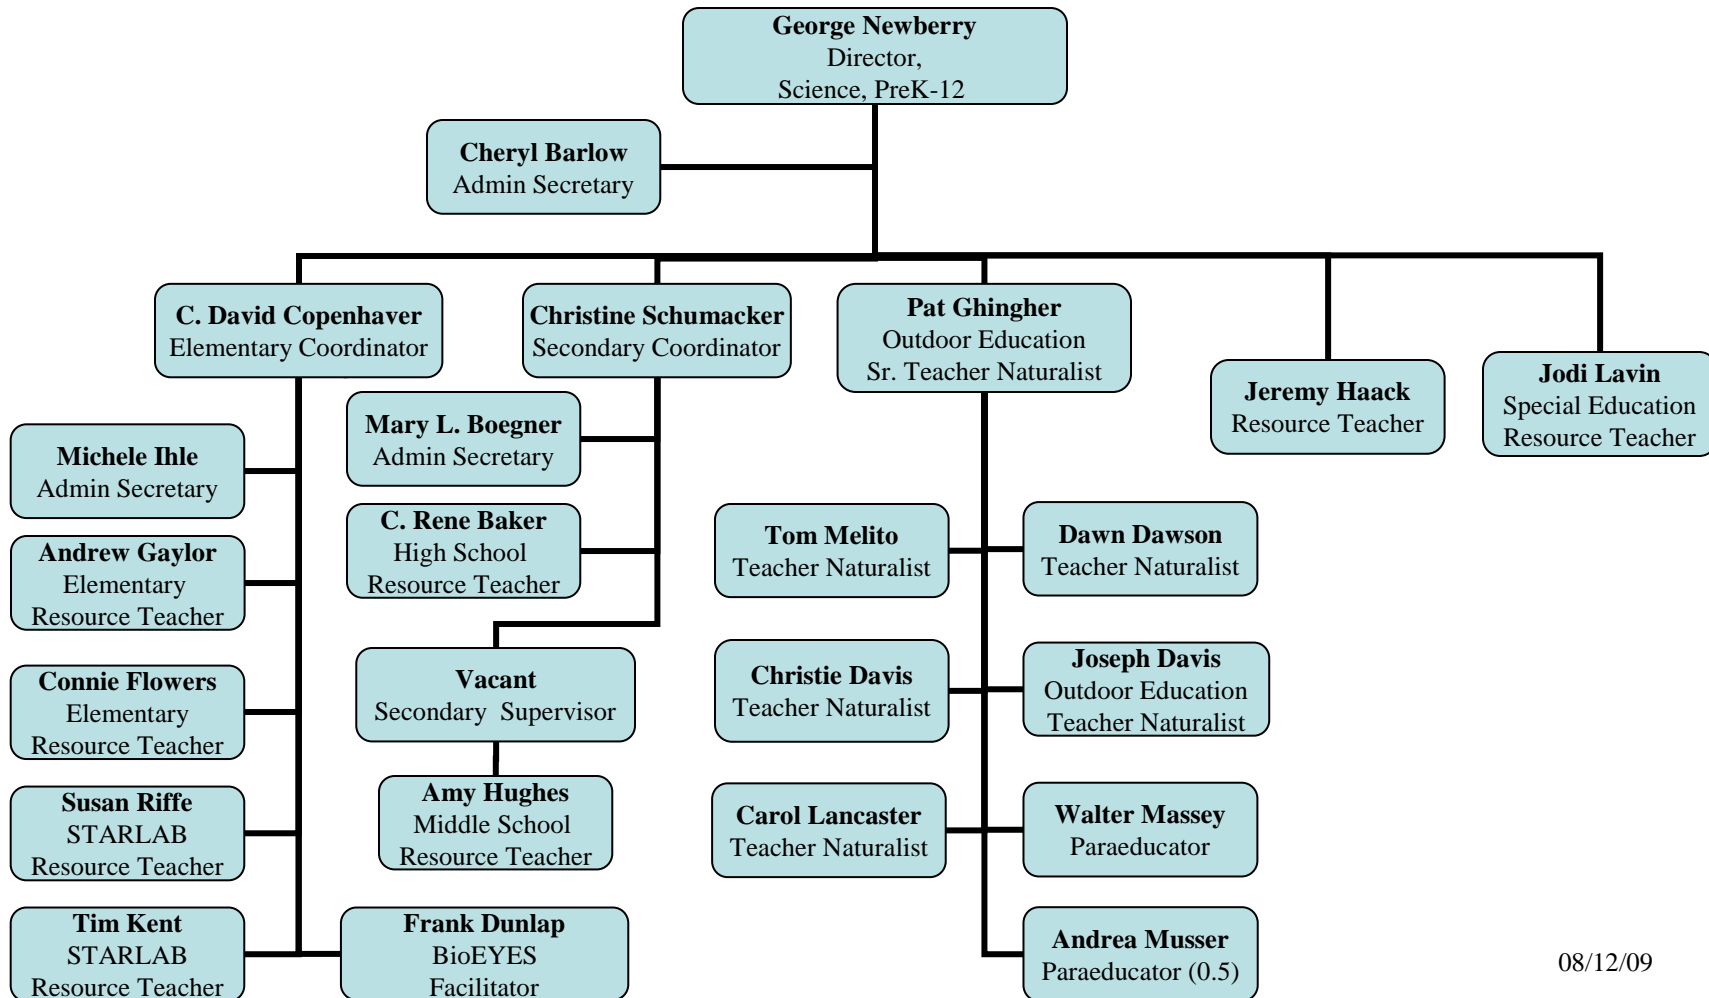 George Newberry
Director,
Science, PreK-12
Cheryl Barlow
Admin Secretary
C. David Copenhaver
Elementary Coordinator
Christine Schumacker
Secondary Coordinator
Pat Ghingher
Outdoor Education
Sr. Teacher Naturalist
Jeremy Haack
Resource Teacher
Jodi Lavin
Special Education
Resource Teacher
Michele Ihle
Admin Secretary
Andrew Gaylor
Elementary
Resource Teacher
Connie Flowers
Elementary
Resource Teacher
Susan Riffe
STARLAB
Resource Teacher
Tim Kent
STARLAB
Resource Teacher
Frank Dunlap
BioEYES
Facilitator
Mary L. Boegner
Admin Secretary
C. Rene Baker
High School
Resource Teacher
Vacant
Secondary Supervisor
Amy Hughes
Middle School
Resource Teacher
Tom Melito
Teacher Naturalist
Dawn Dawson
Teacher Naturalist
Christie Davis
Teacher Naturalist
Joseph Davis
Outdoor Education
Teacher Naturalist
Carol Lancaster
Teacher Naturalist
Walter Massey
Paraeducator
Andrea Musser
Paraeducator (0.5)
08/12/09